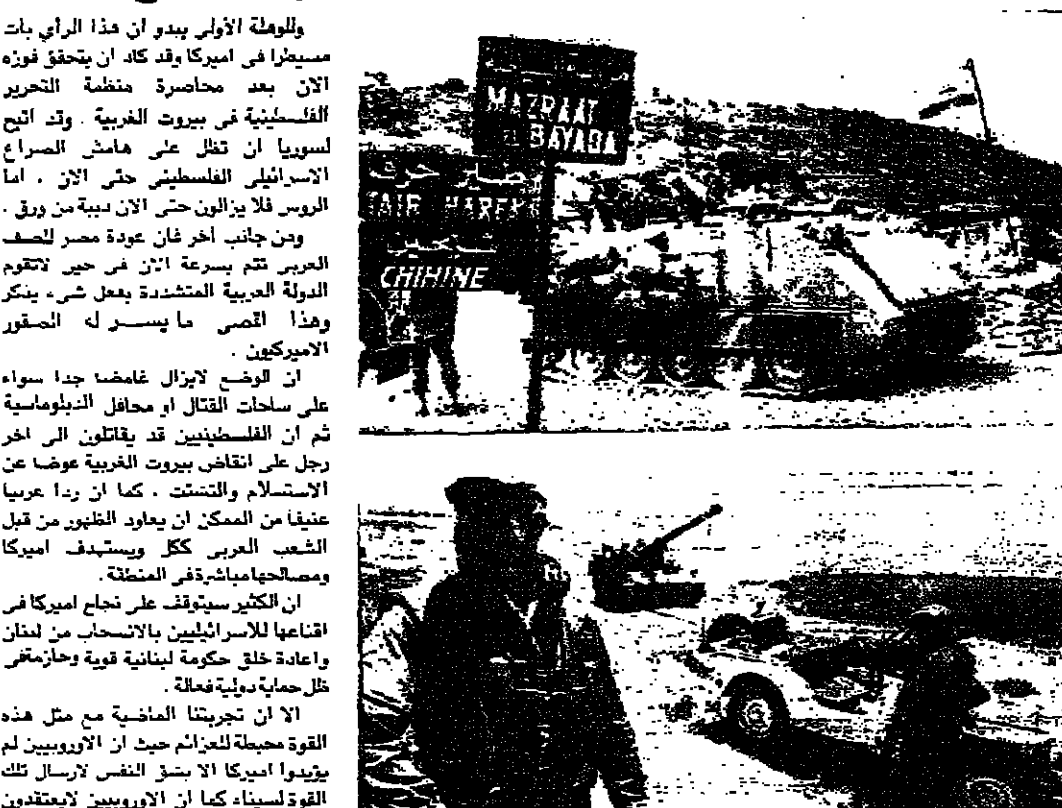 وللوهلة الأولى يبدو ان هذا الرأي بات
مسيطرا في اميركا وقد كاد ان يتحقق فوزه
الان بعد محاصرة منظمة التحرير
الفلسطينية في بيروت الغربية . وقد اتيح
لسوريا ان تظل على هامش الصراع
الاسرائيلي الفلسطيني حتى الان . اما
الروس فلا يزالون حتى الان دببة من ورق .
ومن جانب آخر فان عودة مصر للصف
العربي تتم بسرعة الان في حين لاتقوم
الدولة العربية المتشددة بفعل شيء يذكر
وهذا اقصى ما يســـر له الصقور
الاميركيون .
ان الوضع لايزال غامضا جدا سواء
على ساحات القتال او محافل الدبلوماسية
ثم ان الفلسطينيين قد يقاتلون الى اخر
رجل على انقاض بيروت الغربية عوضا عن
الاستسلام والتشتت . كما ان ردا عربيا
عنيفا من الممكن ان يعاود الظهور من قبل
الشعب العربي ككل ويستهدف اميركا
ومصالحها مباشرة في المنطقة .
ان الكثير سيتوقف على نجاح اميركا في
اقناعها للاسرائيليين بالانسحاب من لبنان
واعادة خلق حكومة لبنانية قوية وحازمة في
ظل حماية دولية فعالة .
الا ان تجربتنا الماضية مع مثل هذه
القوة محبطة للعزائم حيث ان الاوروبيين لم
يؤيدوا اميركا الا بشق النفس لارسال تلك
القوة لسيناء كما ان الاوروبيين لايعتقدون
MAZRAAT
BAYADA
HAREFE
CHIHINE